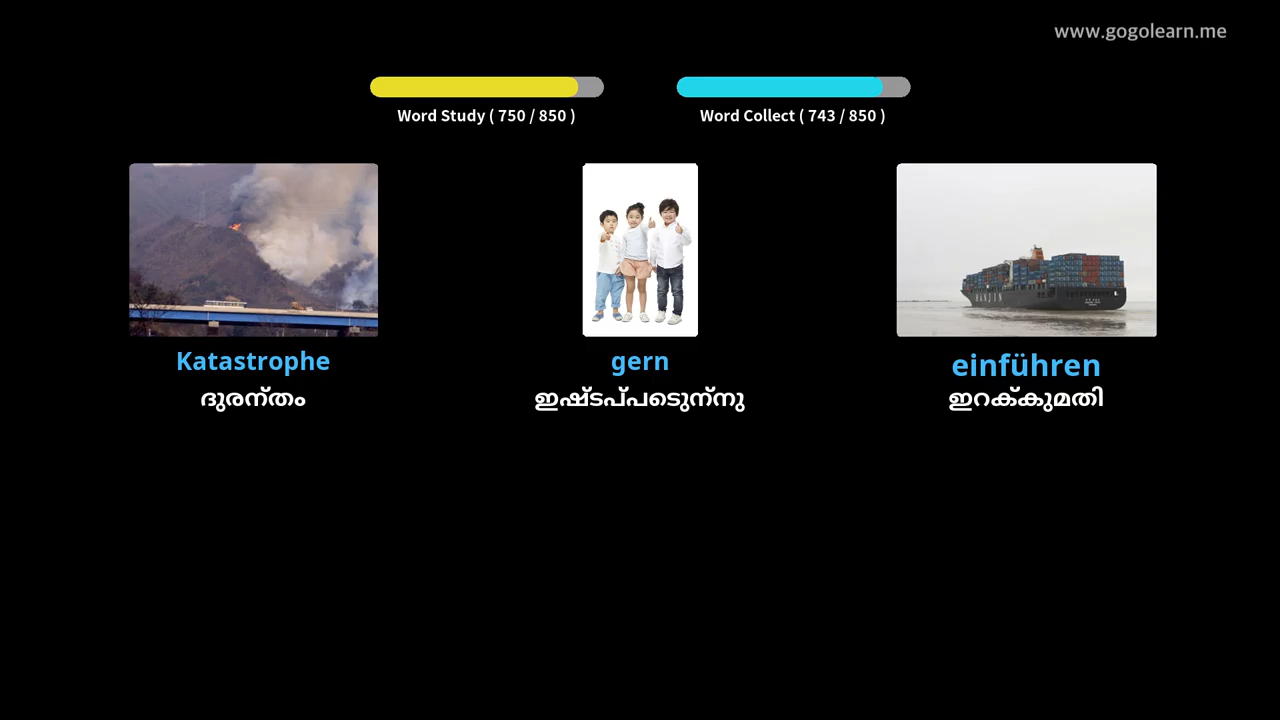 www.gogolearn.me
Word Study ( 750 / 850 )
Word Collect ( 743 / 850 )
Katastrophe
ദുരന്തം
gern
ഇഷ്ടപ്പെടുന്നു
einführen
ഇറക്കുമതി
HANJIN